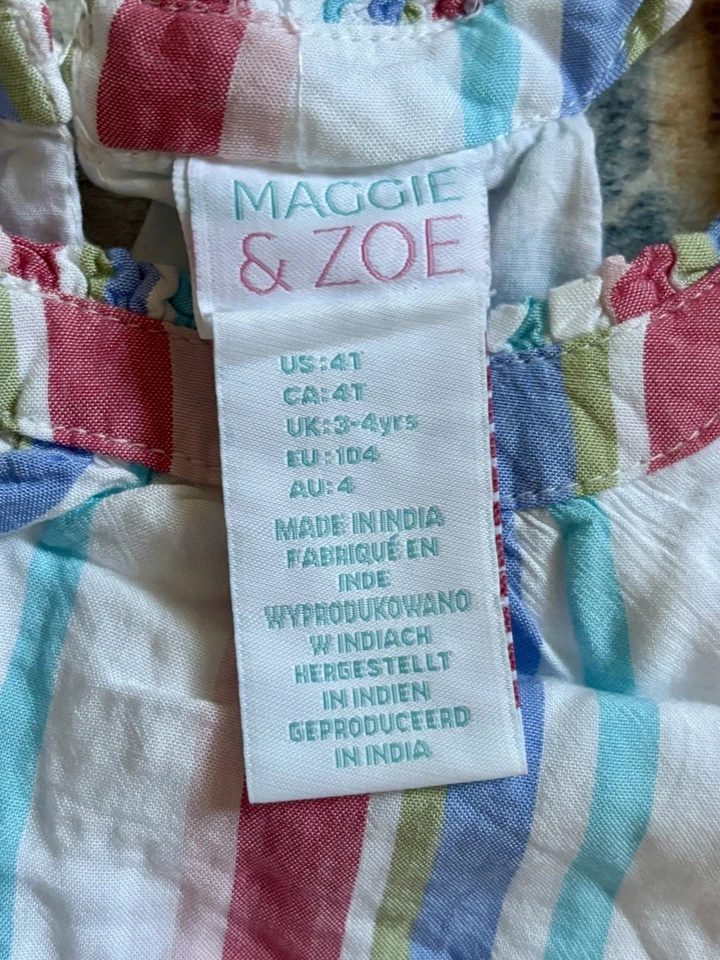 MAGGIE
& ZOE
US:4T
CA:4T
UK:3-4yrs
EU:104
AU:4
MADE IN INDIA
FABRIQUÉ EN
INDE
WYPRODUKOWANO
W INDIACH
HERGESTELLT
IN INDIEN
GEPRODUCEERD
IN INDIA